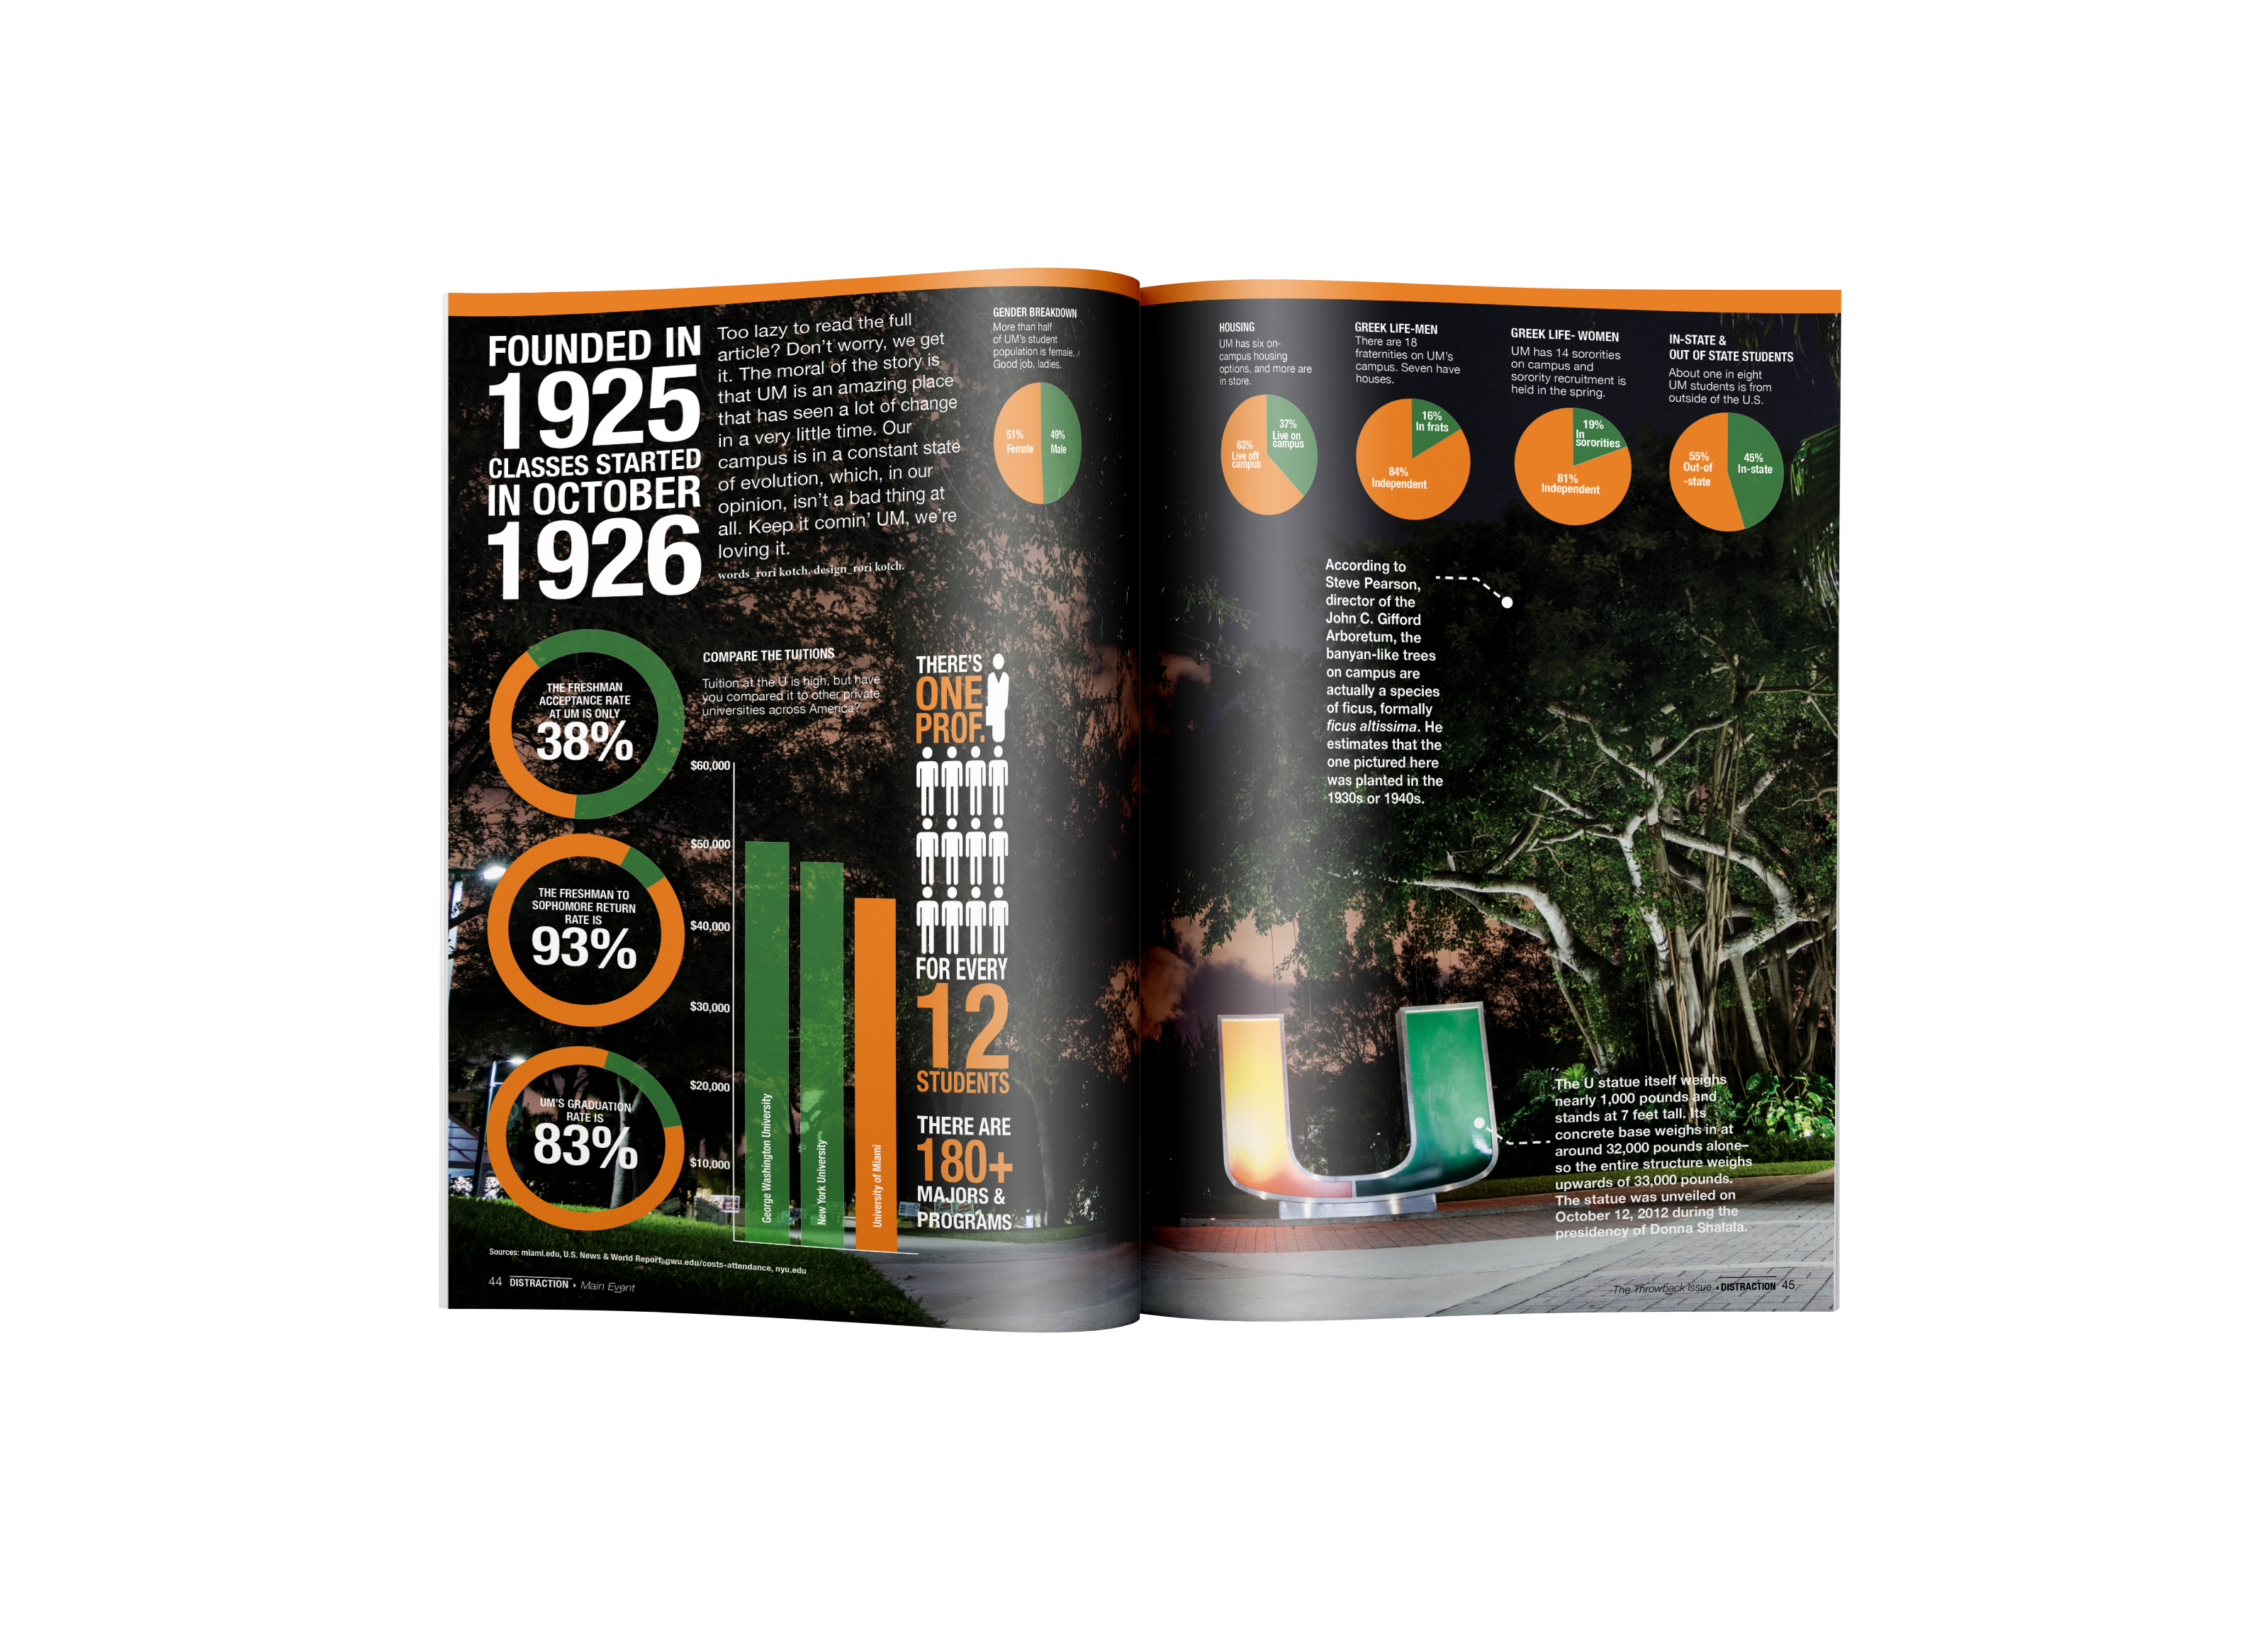 FOUNDED IN
1925
CLASSES STARTED
IN OCTOBER
1926
Too lazy to read the full
article? Don't worry, we get
it. The moral of the story is
that UM is an amazing place
that has seen a lot of change
in a very little time. Our
campus is in a constant state
of evolution, which, in our
opinion, isn't a bad thing at
all. Keep it comin' UM, we're
loving it.
words_rori kotch. design_rori kotch.
GENDER BREAKDOWN
More than half
of UM's student
population is female.
Good job, ladies.
51%
Female
49%
Male
THE FRESHMAN
ACCEPTANCE RATE
AT UM IS ONLY
38%
THE FRESHMAN TO
SOPHOMORE RETURN
RATE IS
93%
UM'S GRADUATION
RATE IS
83%
COMPARE THE TUITIONS
Tuition at the U is high, but have
you compared it to other private
universities across America?
$60,000
$50,000
$40,000
$30,000
$20,000
$10,000
George Washington University
New York University
University of Miami
THERE'S
ONE
PROF.
FOR EVERY
12
STUDENTS
THERE ARE
180+
MAJORS &
PROGRAMS
Sources: miami.edu, U.S. News & World Report, gwu.edu/costs-attendance, nyu.edu
44 DISTRACTION Main Event
HOUSING
UM has six on-
campus housing
options, and more are
in store.
37%
Live on
campus
63%
Live off
campus
GREEK LIFE-MEN
There are 18
fraternities on UM's
campus. Seven have
houses.
16%
In frats
84%
Independent
GREEK LIFE- WOMEN
UM has 14 sororities
on campus and
sorority recruitment is
held in the spring.
19%
In
sororities
81%
Independent
IN-STATE &
OUT OF STATE STUDENTS
About one in eight
UM students is from
outside of the U.S.
55%
Out-of
-state
45%
In-state
According to
Steve Pearson,
director of the
John C. Gifford
Arboretum, the
banyan-like trees
on campus are
actually a species
of ficus, formally
ficus altissima. He
estimates that the
one pictured here
was planted in the
1930s or 1940s.
The U statue itself weighs
nearly 1,000 pounds and
stands at 7 feet tall. Its
concrete base weighs in at
around 32,000 pounds alone–
so the entire structure weighs
upwards of 33,000 pounds.
The statue was unveiled on
October 12, 2012 during the
presidency of Donna Shalala.
The Throwback Issue DISTRACTION 45